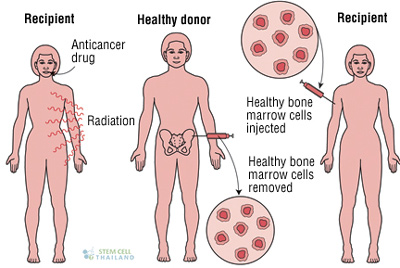 Recipient
Healthy donor
Recipient
Anticancer
drug
Radiation
Healthy bone
marrow cells
injected
Healthy bone
marrow cells
removed
STEM CELL
THAILAND